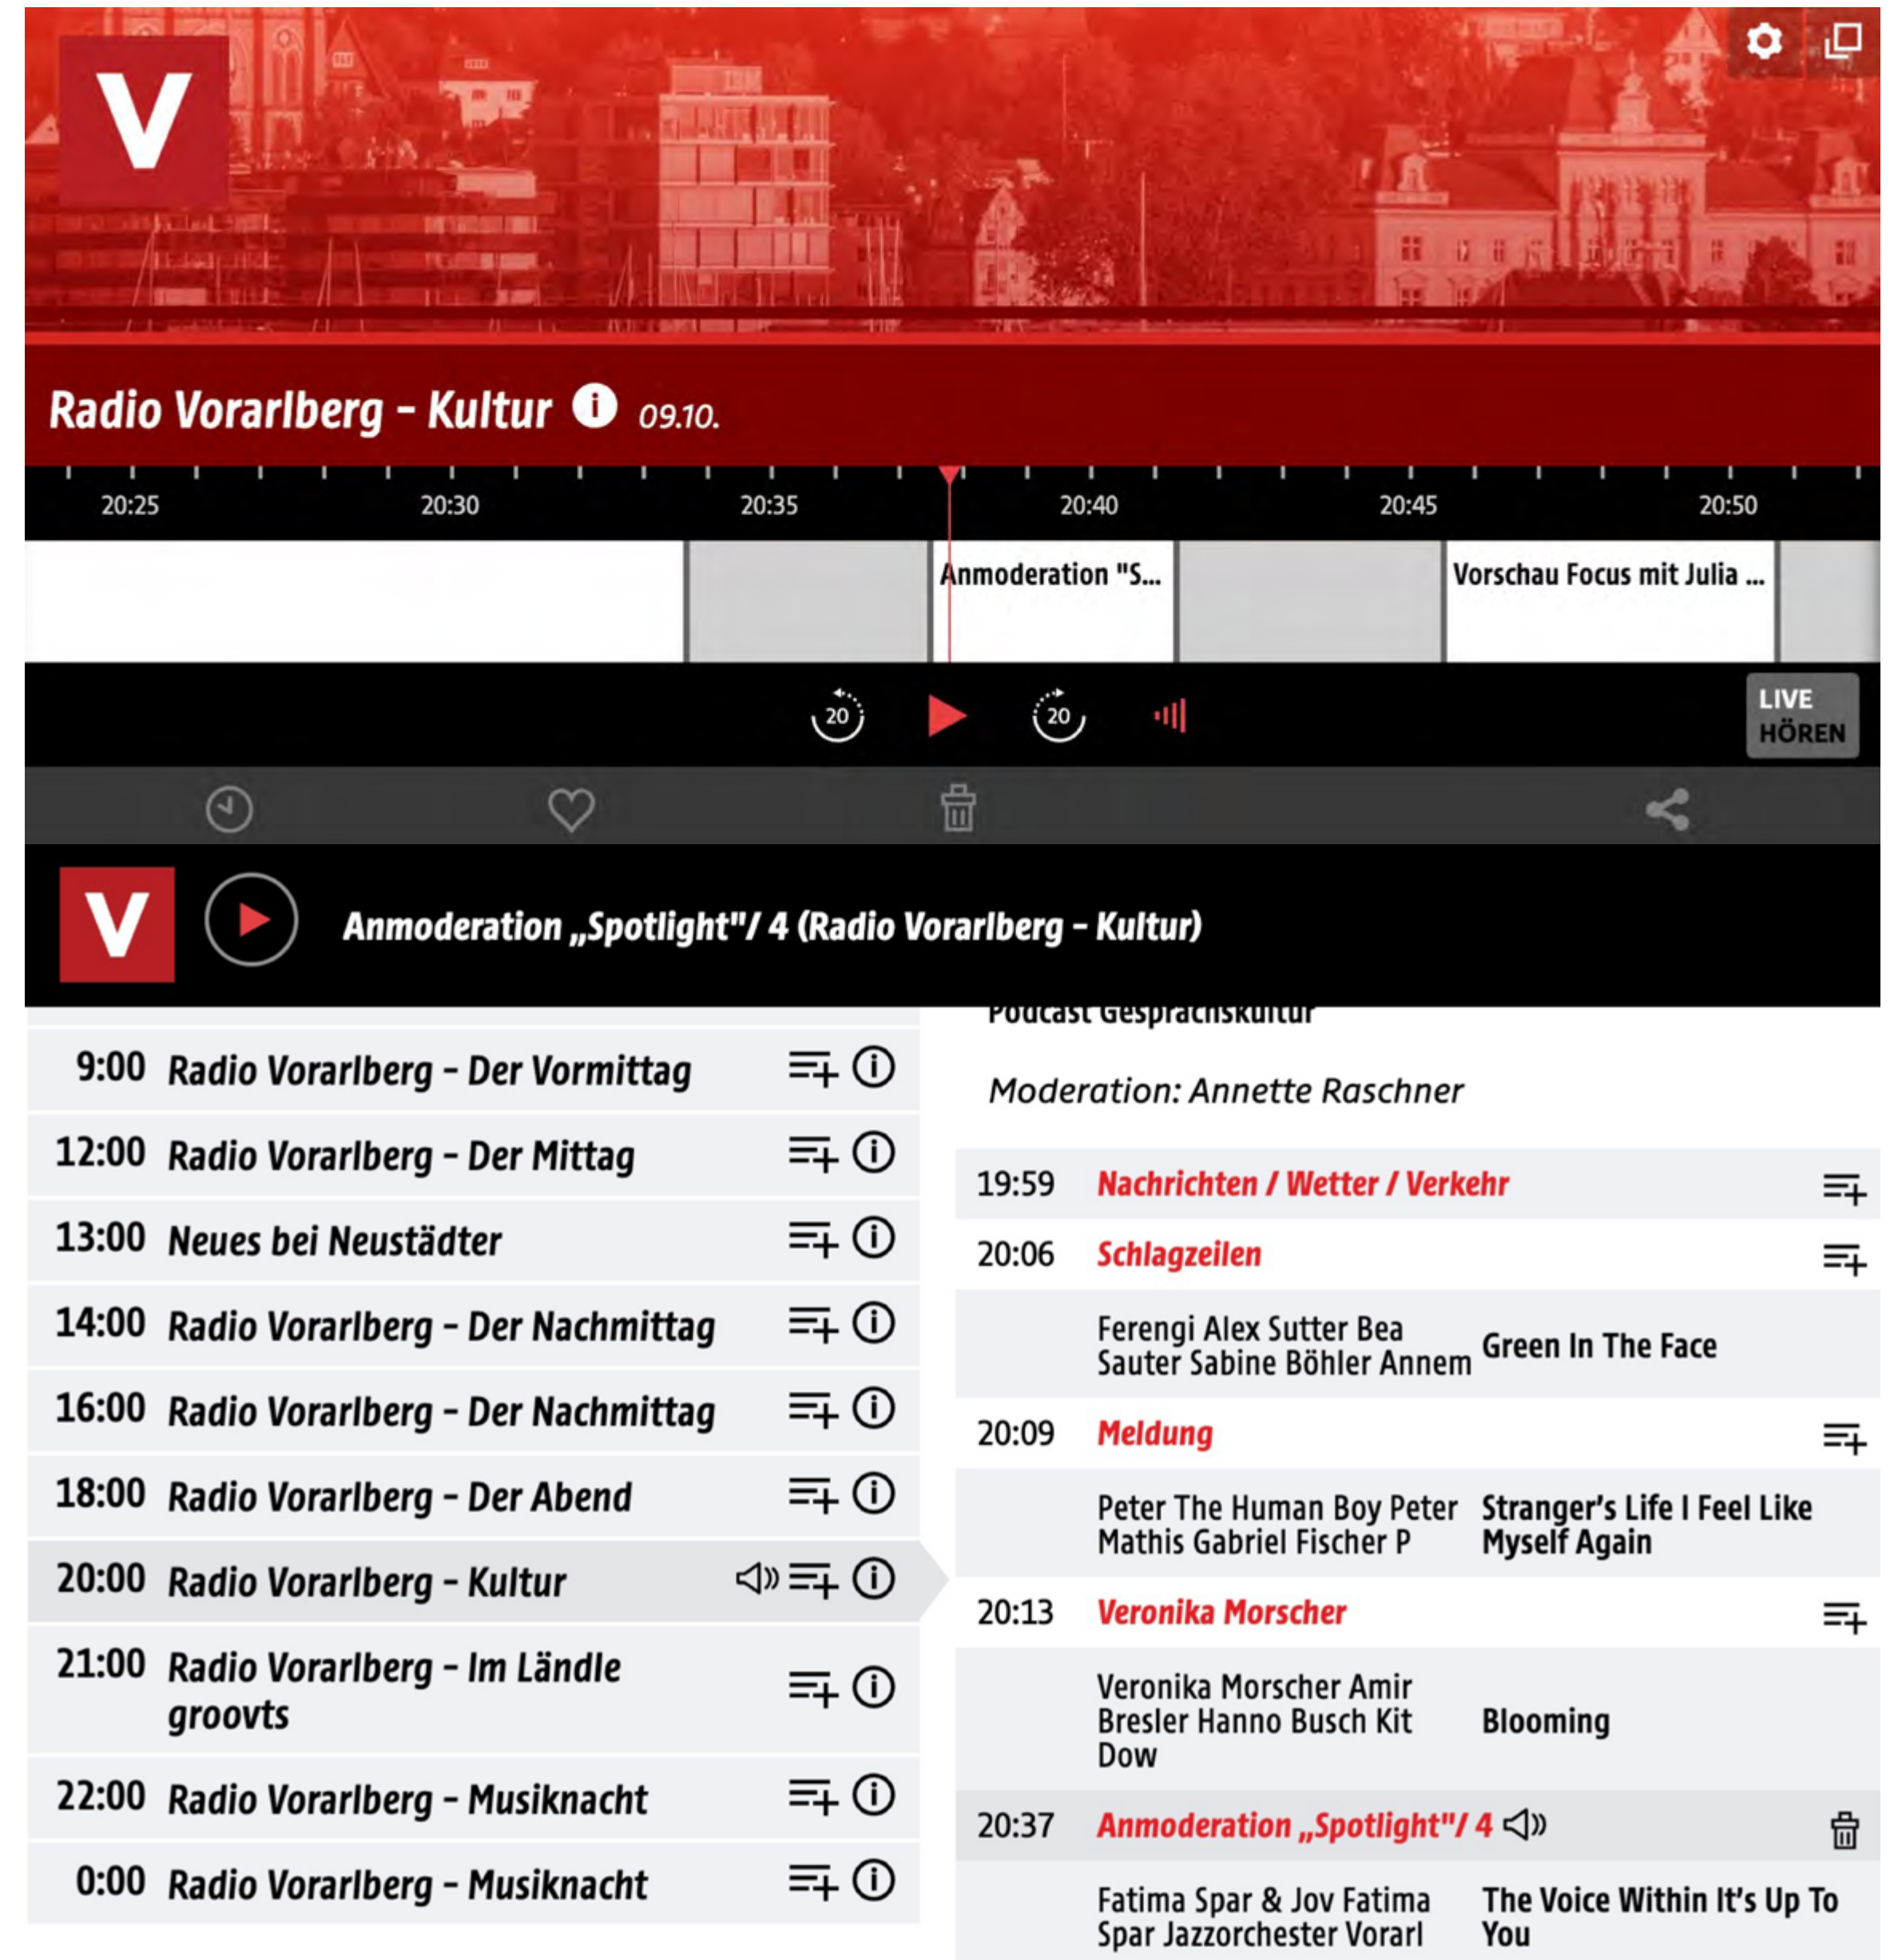 V
Radio Vorarlberg - Kultur i 09.10.
20:25 20:30 20:35 20:40 20:45 20:50
Anmoderation "S...
Vorschau Focus mit Julia ...
20
20
LIVE
HÖREN
V
Anmoderation „Spotlight"/ 4 (Radio Vorarlberg - Kultur)
9:00 Radio Vorarlberg - Der Vormittag
12:00 Radio Vorarlberg - Der Mittag
13:00 Neues bei Neustädter
14:00 Radio Vorarlberg - Der Nachmittag
16:00 Radio Vorarlberg - Der Nachmittag
18:00 Radio Vorarlberg - Der Abend
20:00 Radio Vorarlberg - Kultur
21:00 Radio Vorarlberg - Im Ländle
groovts
22:00 Radio Vorarlberg - Musiknacht
0:00 Radio Vorarlberg - Musiknacht
Podcast Gesprächskultur
Moderation: Annette Raschner
19:59 Nachrichten / Wetter / Verkehr
20:06 Schlagzeilen
Ferengi Alex Sutter Bea
Sauter Sabine Böhler Annem
Green In The Face
20:09 Meldung
Peter The Human Boy Peter
Mathis Gabriel Fischer P
Stranger's Life I Feel Like
Myself Again
20:13 Veronika Morscher
Veronika Morscher Amir
Bresler Hanno Busch Kit
Dow
Blooming
20:37 Anmoderation „Spotlight"/ 4
Fatima Spar & Jov Fatima
Spar Jazzorchester Vorarl
The Voice Within It's Up To
You